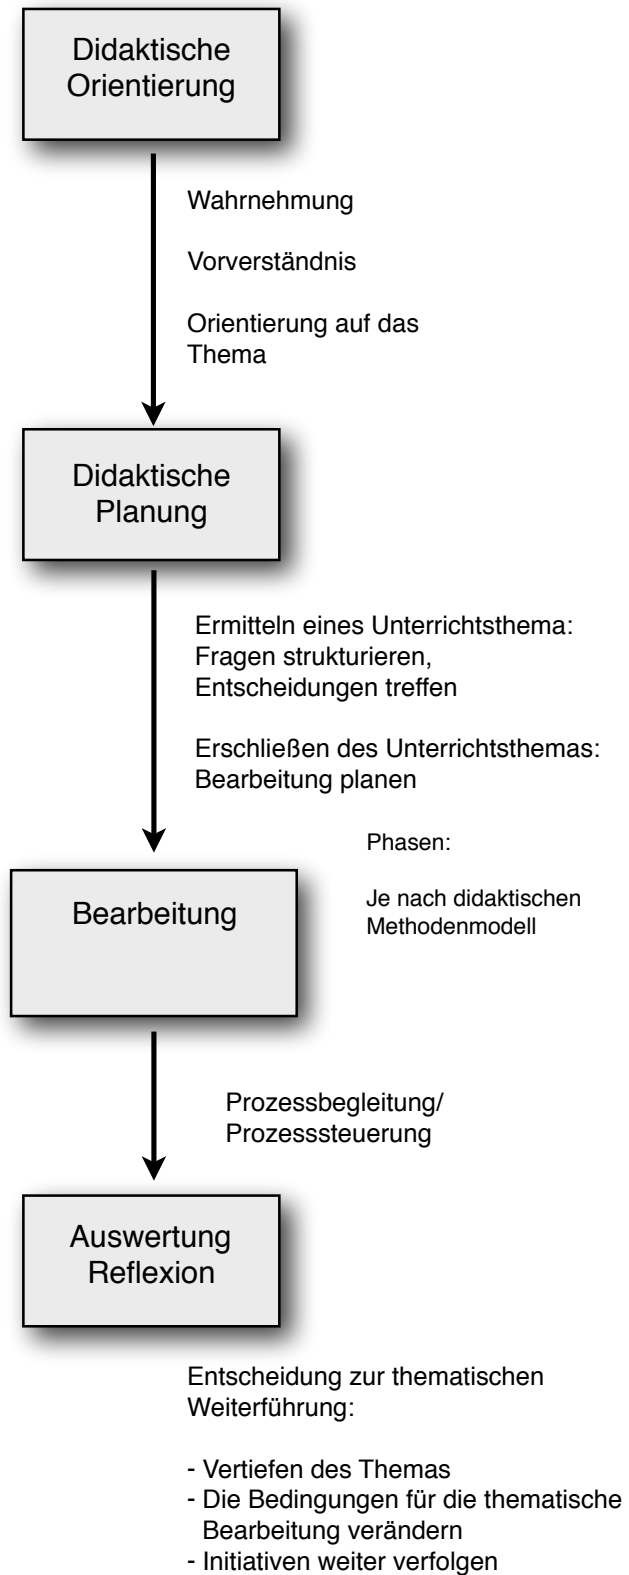 Didaktische
Orientierung
Wahrnehmung
Vorverständnis
Orientierung auf das
Thema
Didaktische
Planung
Ermitteln eines Unterrichtsthema:
Fragen strukturieren,
Entscheidungen treffen
Erschließen des Unterrichtsthemas:
Bearbeitung planen
Phasen:
Je nach didaktischen
Methodenmodell
Bearbeitung
Prozessbegleitung/
Prozesssteuerung
Auswertung
Reflexion
Entscheidung zur thematischen
Weiterführung:
- Vertiefen des Themas
- Die Bedingungen für die thematische
Bearbeitung verändern
- Initiativen weiter verfolgen